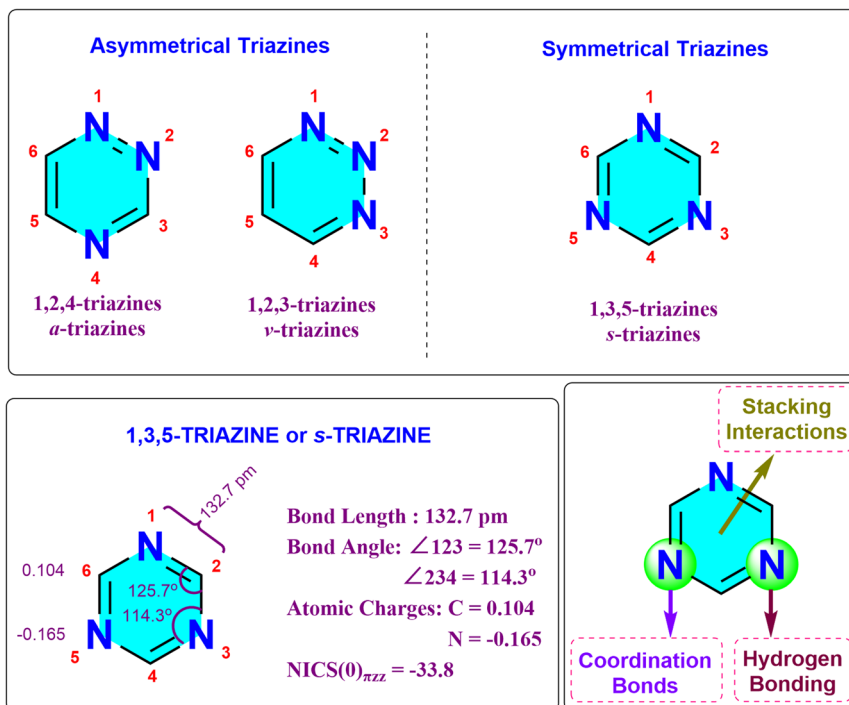 Asymmetrical Triazines
Symmetrical Triazines
1
N
2
N
3
N
4
5
6
1,2,4-triazines
a-triazines
1
N
2
N
3
N
4
5
6
1,2,3-triazines
v-triazines
1
N
2
3
N
4
5
N
6
1,3,5-triazines
s-triazines
1,3,5-TRIAZINE or s-TRIAZINE
132.7 pm
1
N
2
6
0.104
125.7º
114.3º
-0.165
N
N
5
3
4
Bond Length : 132.7 pm
Bond Angle: ∠123 = 125.7º
∠234 = 114.3º
Atomic Charges: C = 0.104
N = -0.165
NICS(0)πzz = -33.8
Stacking
Interactions
N
N
N
Coordination
Bonds
Hydrogen
Bonding